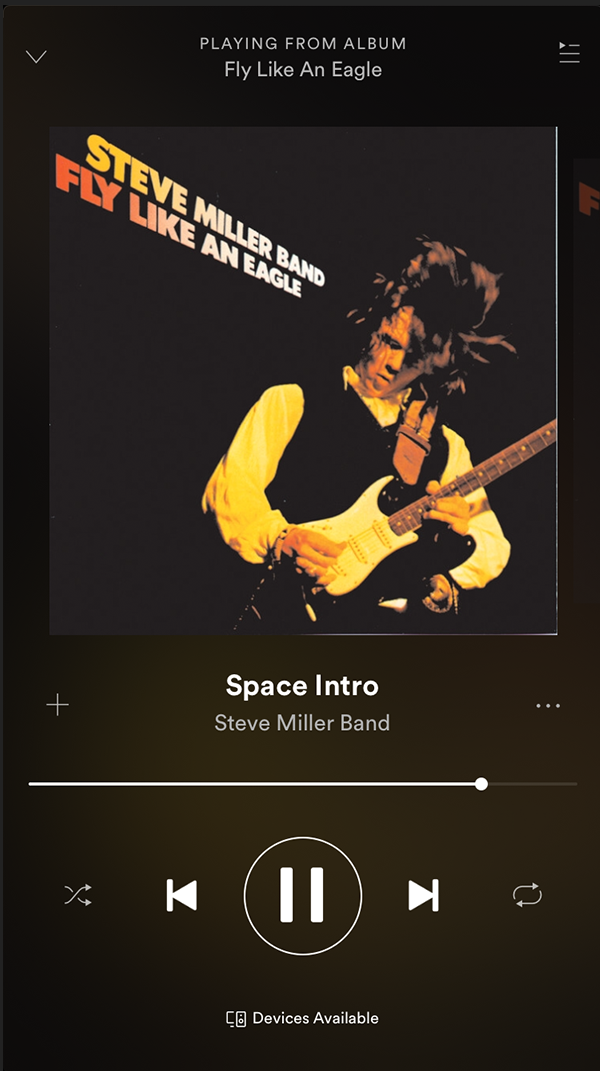 PLAYING FROM ALBUM
Fly Like An Eagle
STEVE MILLER BAND
FLY LIKE AN EAGLE
F
Space Intro
Steve Miller Band
Devices Available